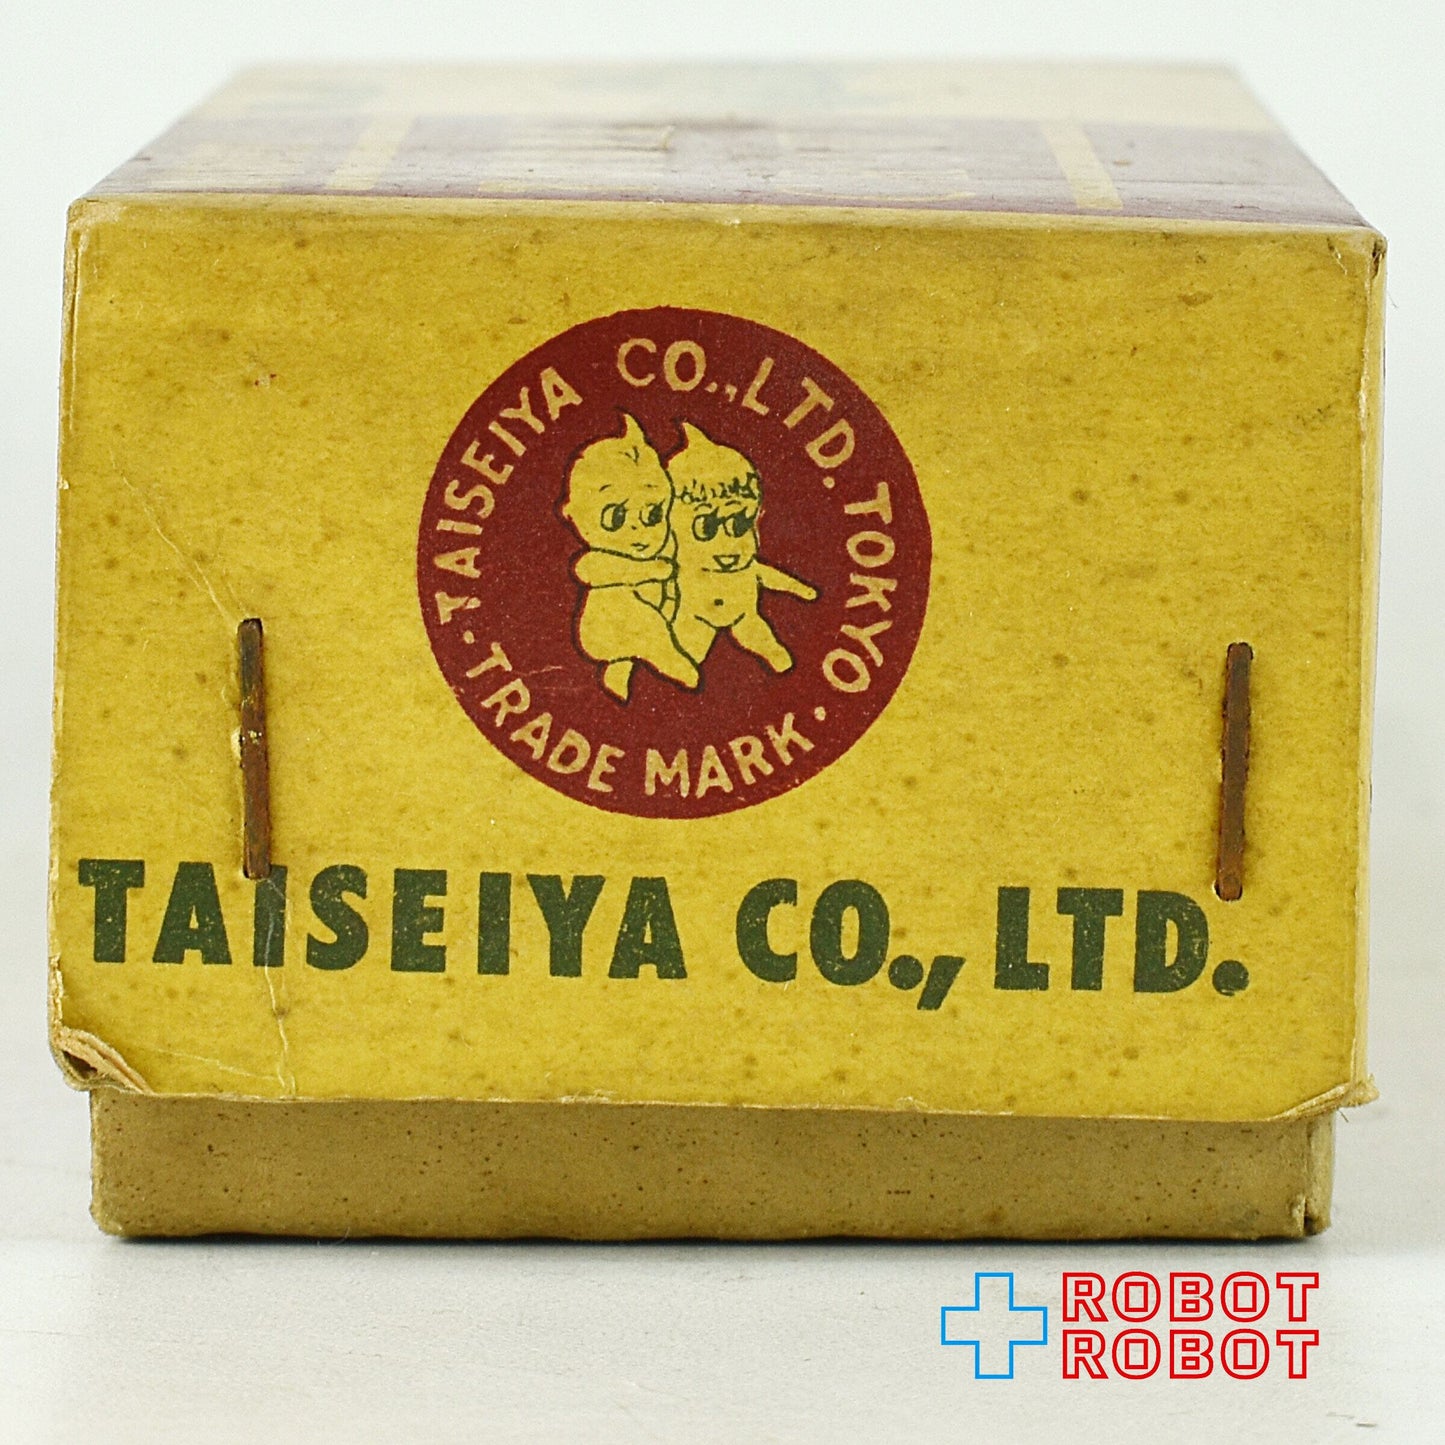 TAISEIYA CO., LTD. TOKYO
· TRADE MARK ·
TAISEIYA CO., LTD.
ROBOT
ROBOT